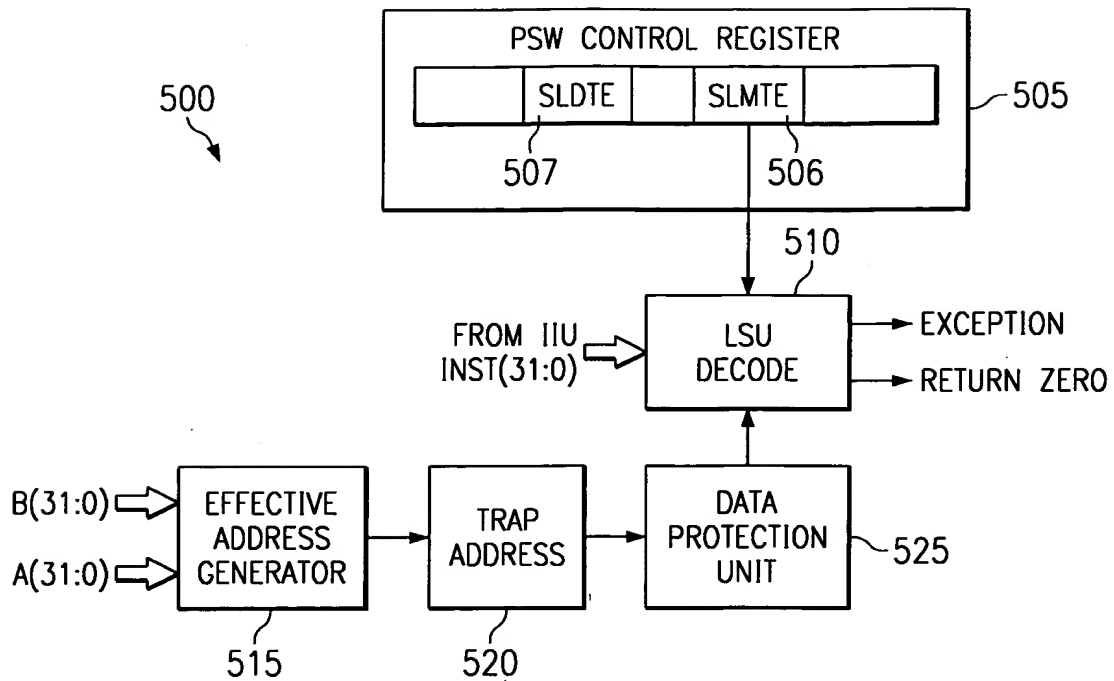 PSW CONTROL REGISTER
SLDTE
SLMTE
505
500
507
506
510
FROM IIU
INST(31:0)
LSU
DECODE
EXCEPTION
RETURN ZERO
B(31:0)
A(31:0)
EFFECTIVE
ADDRESS
GENERATOR
TRAP
ADDRESS
DATA
PROTECTION
UNIT
525
515
520